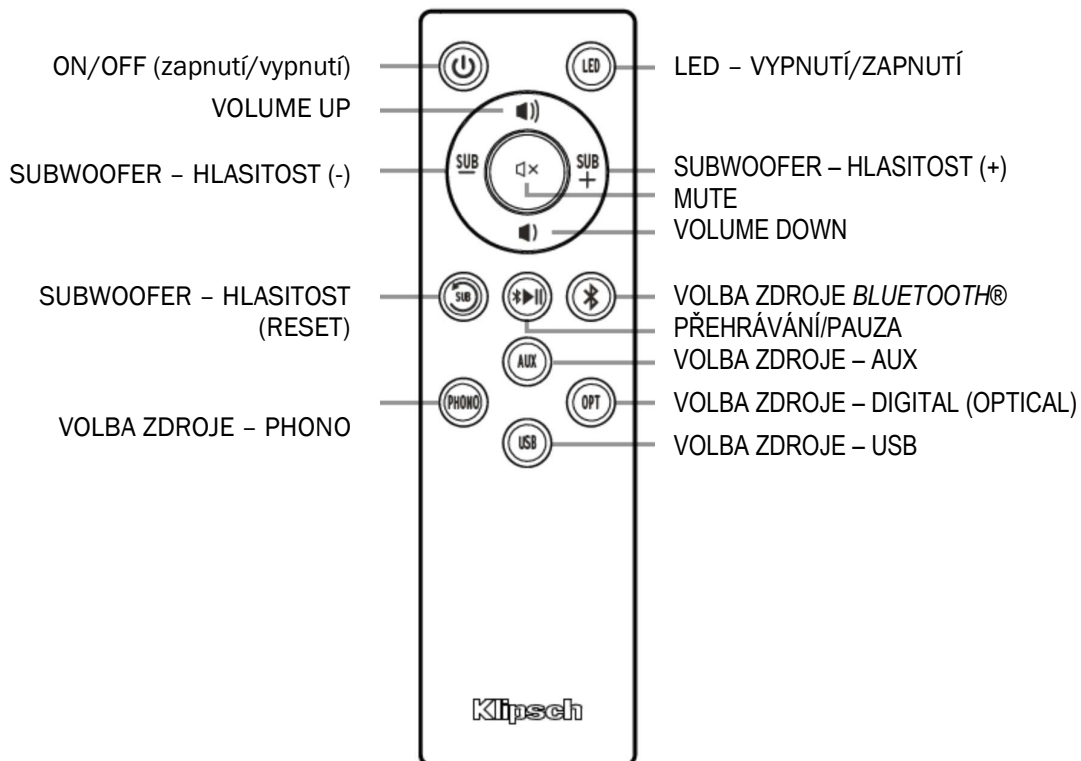 ON/OFF (zapnutí/vypnutí)
LED
LED – VYPNUTÍ/ZAPNUTÍ
VOLUME UP
SUBWOOFER – HLASITOST (-)
SUB
SUB
SUBWOOFER – HLASITOST (+)
MUTE
VOLUME DOWN
SUBWOOFER – HLASITOST
(RESET)
SUB
VOLBA ZDROJE BLUETOOTH®
PŘEHRÁVÁNÍ/PAUZA
AUX
VOLBA ZDROJE – AUX
PHONO
OPT
VOLBA ZDROJE – DIGITAL (OPTICAL)
VOLBA ZDROJE – PHONO
USB
VOLBA ZDROJE – USB
Klipsch